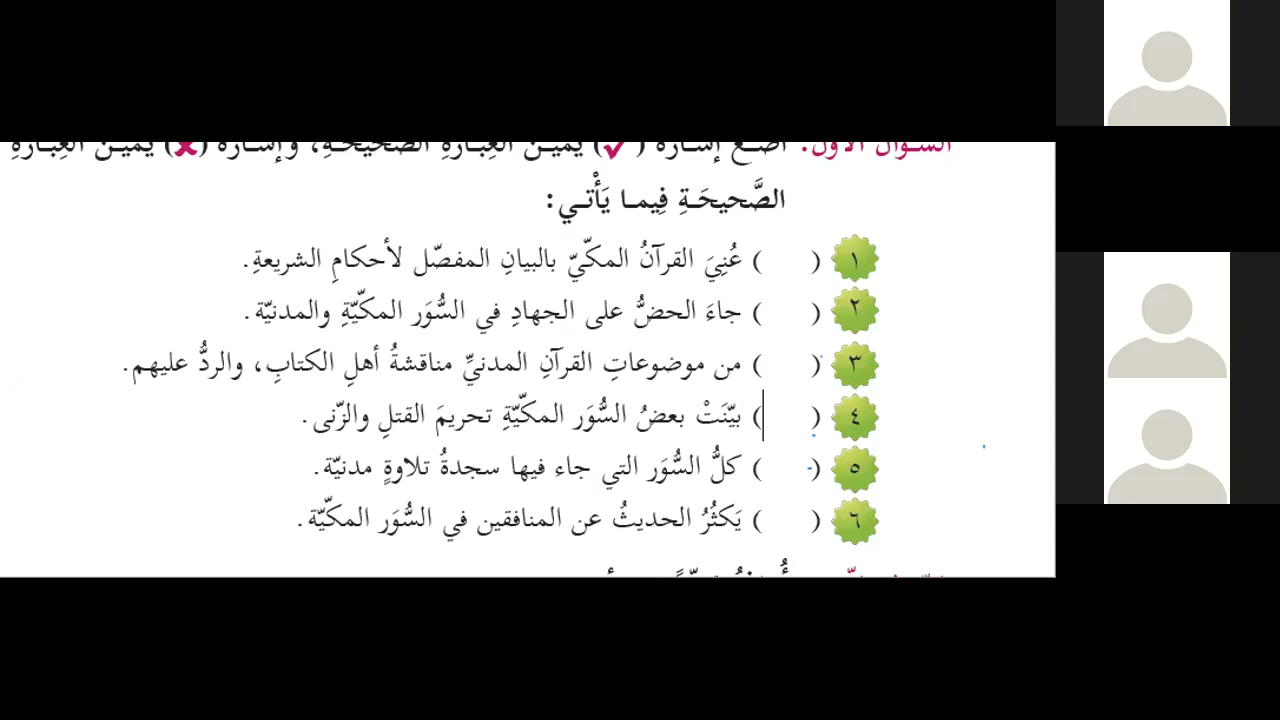 السؤال الأول: أضع إشارة (✓) يمين العبارة الصحيحة، وإشارة (✗) يمين العبارة
الصَّحيحَةِ فِيما يَأْتي:
١ ( ) عُنِيَ القرآنُ المكّيّ بالبيانِ المفصّل لأحكامِ الشريعةِ.
٢ ( ) جاءَ الحضُّ على الجهادِ في السُّوَر المكيّةِ والمدنيّة.
٣ ( ) من موضوعاتِ القرآنِ المدنيِّ مناقشةُ أهلِ الكتابِ، والردُّ عليهم.
٤ ( ) بيّنَتْ بعضُ السُّوَر المكيّةِ تحريمَ القتلِ والزّنى.
٥ ( ) كلُّ السُّوَر التي جاء فيها سجدةُ تلاوةٍ مدنيّة.
٦ ( ) يَكثُرُ الحديثُ عن المنافقين في السُّوَر المكيّة.